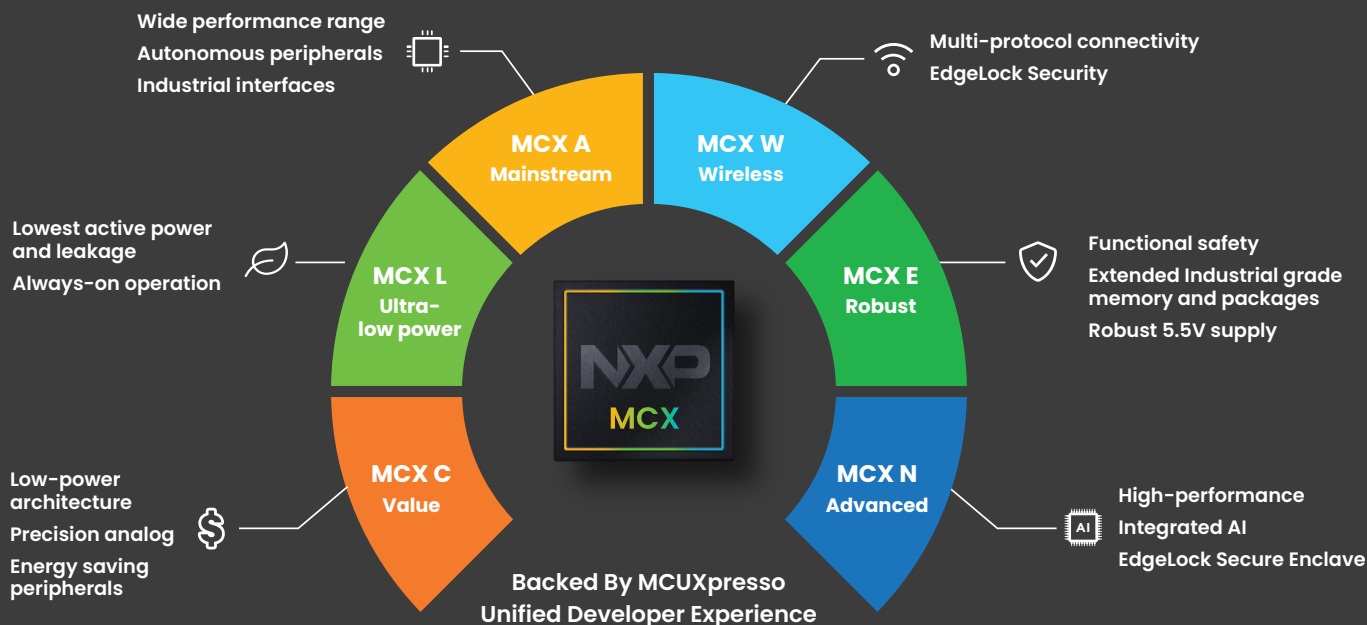 Wide performance range
Autonomous peripherals
Industrial interfaces
Multi-protocol connectivity
EdgeLock Security
MCX A
Mainstream
MCX W
Wireless
Lowest active power
and leakage
Always-on operation
MCX L
Ultra-
low power
MCX E
Robust
Functional safety
Extended Industrial grade
memory and packages
Robust 5.5V supply
NXP
MCX
Low-power
architecture
Precision analog
Energy saving
peripherals
$
MCX C
Value
MCX N
Advanced
AI
High-performance
Integrated AI
EdgeLock Secure Enclave
Backed By MCUXpresso
Unified Developer Experience